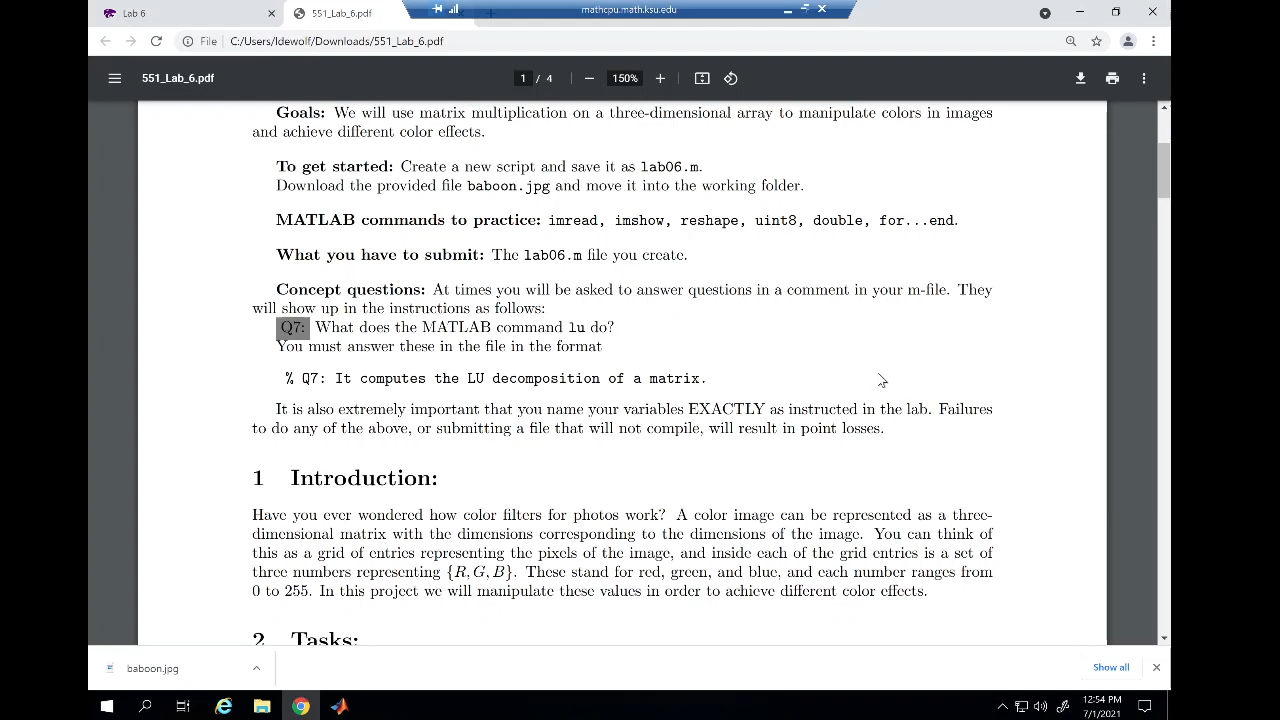 Lab 6
551_Lab_6.pdf
mathcpu.math.ksu.edu
File
C:/Users/ldewolf/Downloads/551_Lab_6.pdf
551_Lab_6.pdf
1 / 4
150%
Goals: We will use matrix multiplication on a three-dimensional array to manipulate colors in images
and achieve different color effects.
To get started: Create a new script and save it as lab06.m.
Download the provided file baboon.jpg and move it into the working folder.
MATLAB commands to practice: imread, imshow, reshape, uint8, double, for...end.
What you have to submit: The lab06.m file you create.
Concept questions: At times you will be asked to answer questions in a comment in your m-file. They
will show up in the instructions as follows:
Q7: What does the MATLAB command lu do?
You must answer these in the file in the format
% Q7: It computes the LU decomposition of a matrix.
It is also extremely important that you name your variables EXACTLY as instructed in the lab. Failures
to do any of the above, or submitting a file that will not compile, will result in point losses.
1 Introduction:
Have you ever wondered how color filters for photos work? A color image can be represented as a three-
dimensional matrix with the dimensions corresponding to the dimensions of the image. You can think of
this as a grid of entries representing the pixels of the image, and inside each of the grid entries is a set of
three numbers representing {R, G, B}. These stand for red, green, and blue, and each number ranges from
0 to 255. In this project we will manipulate these values in order to achieve different color effects.
2 Tasks:
baboon.jpg
Show all
12:54 PM
7/1/2021